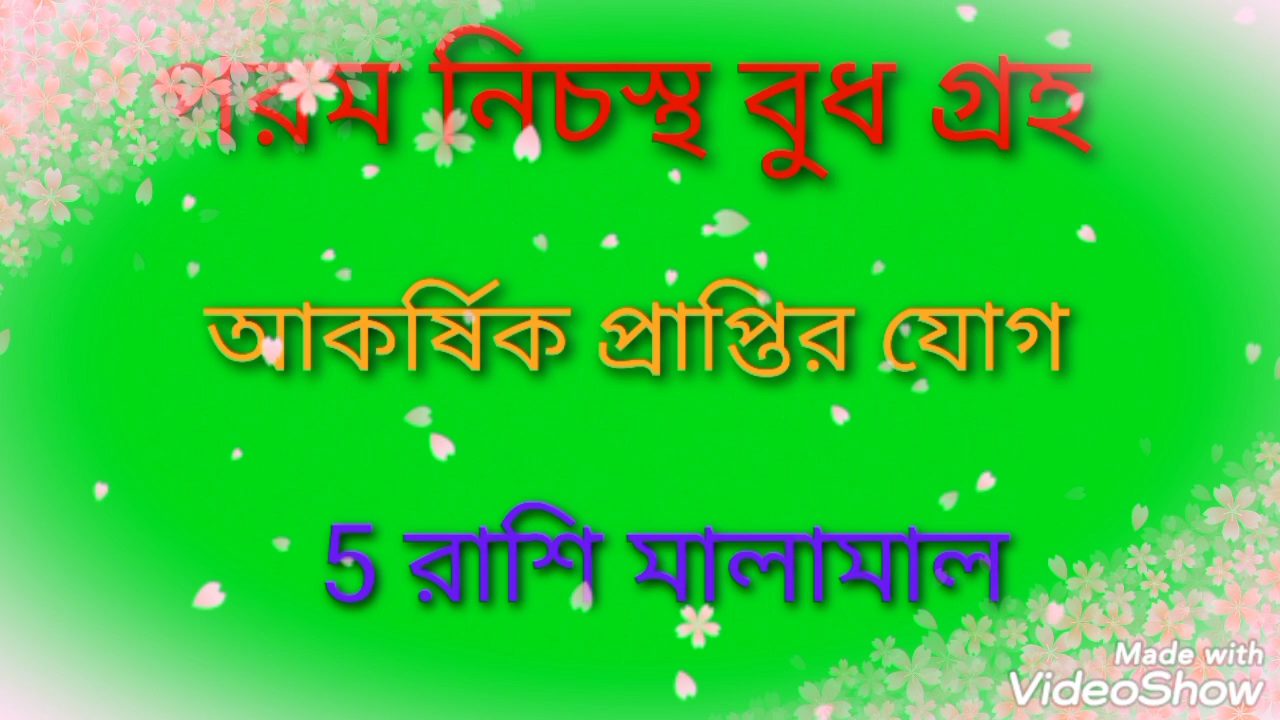 নিচস্থ বুধ গ্রহ
আকর্ষিক প্রাপ্তির যোগ
5 রাশি মালামাল
Made with
VideoShow